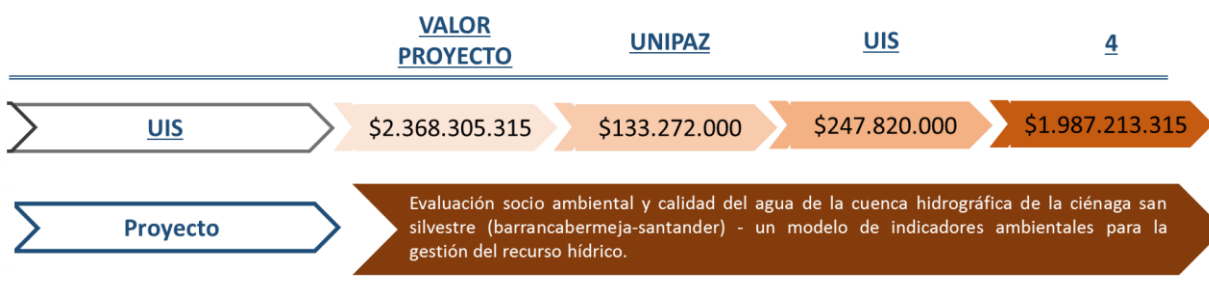 VALOR
PROYECTO
UNIPAZ
UIS
4
UIS
$2.368.305.315
$133.272.000
$247.820.000
$1.987.213.315
Proyecto
Evaluación socio ambiental y calidad del agua de la cuenca hidrográfica de la ciénaga san
silvestre (barrancabermeja-santander) - un modelo de indicadores ambientales para la
gestión del recurso hídrico.